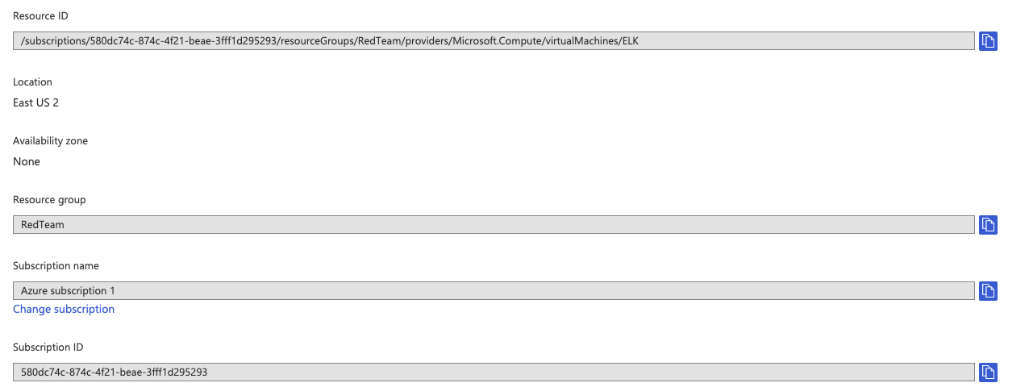 Resource ID
/subscriptions/580dc74c-874c-4f21-beae-3fff1d295293/resourceGroups/RedTeam/providers/Microsoft.Compute/virtualMachines/ELK
Location
East US 2
Availability zone
None
Resource group
RedTeam
Subscription name
Azure subscription 1
Change subscription
Subscription ID
580dc74c-874c-4f21-beae-3fff1d295293